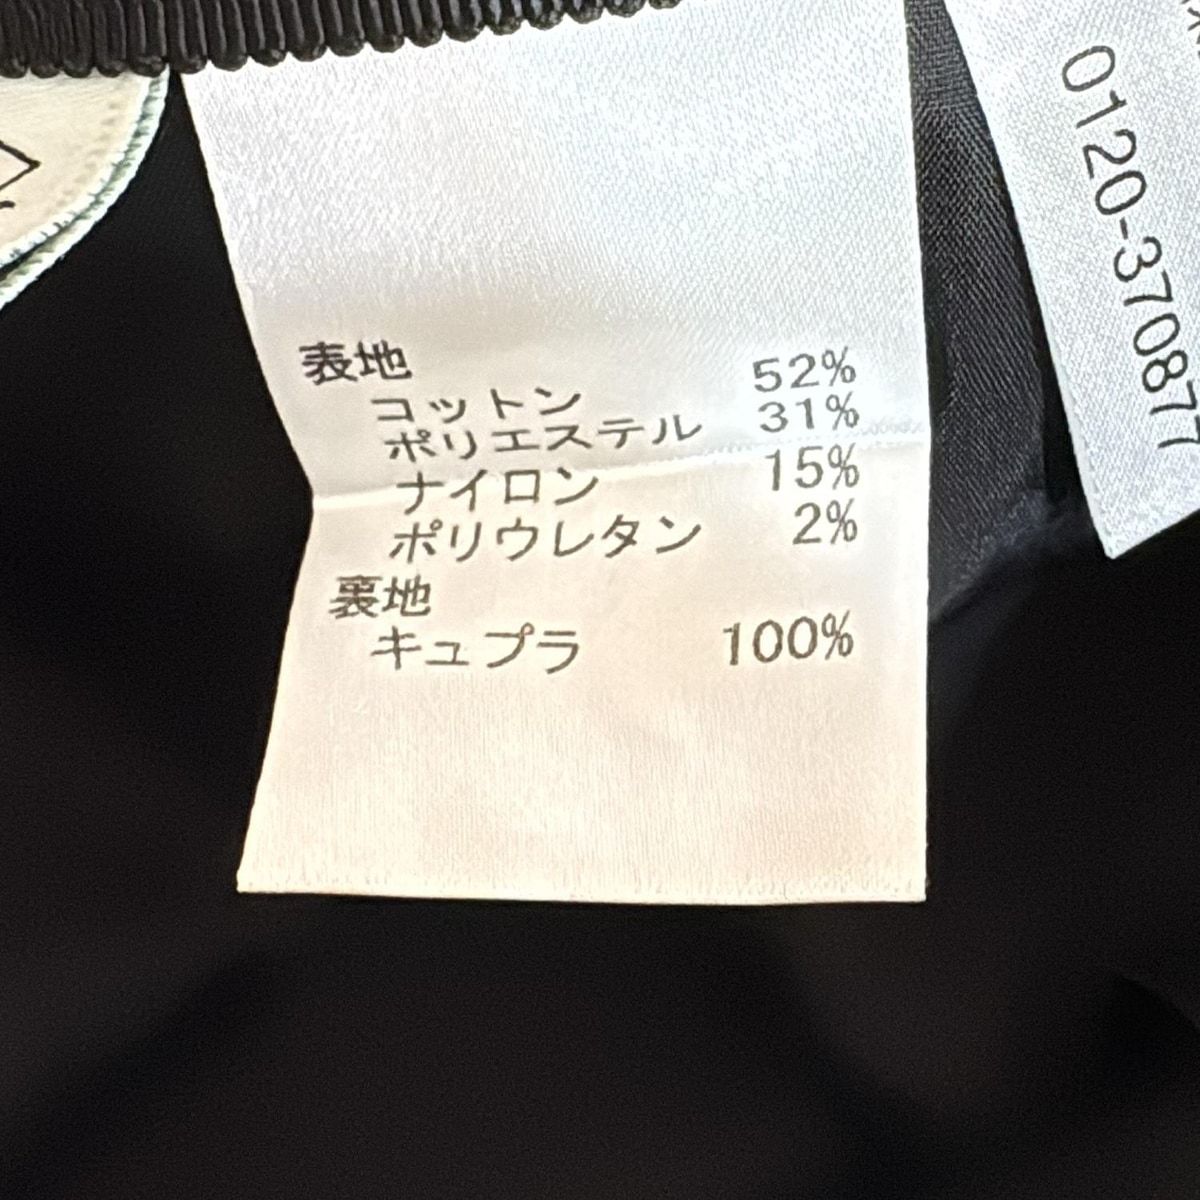 表地
コットン 52%
ポリエステル 31%
ナイロン 15%
ポリウレタン 2%
裏地
キュプラ 100%
0120-370877